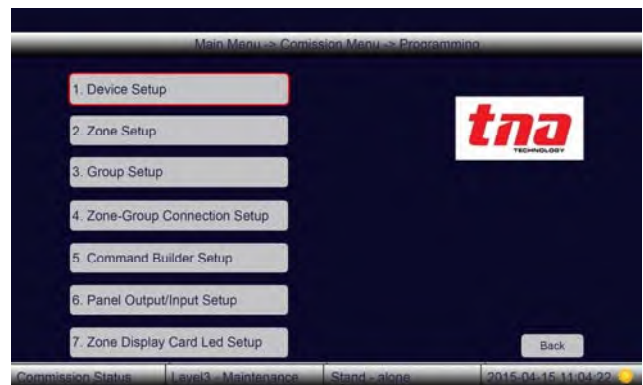 Main Menu -> Comission Menu -> Programming
1. Device Setup
2. Zone Setup
3. Group Setup
4. Zone-Group Connection Setup
5. Command Builder Setup
6. Panel Output/Input Setup
7. Zone Display Card Led Setup
tna
TECHNOLOGY
Back
Commission Status Level3 - Maintenance Stand - alone 2015-04-15 11:04:22